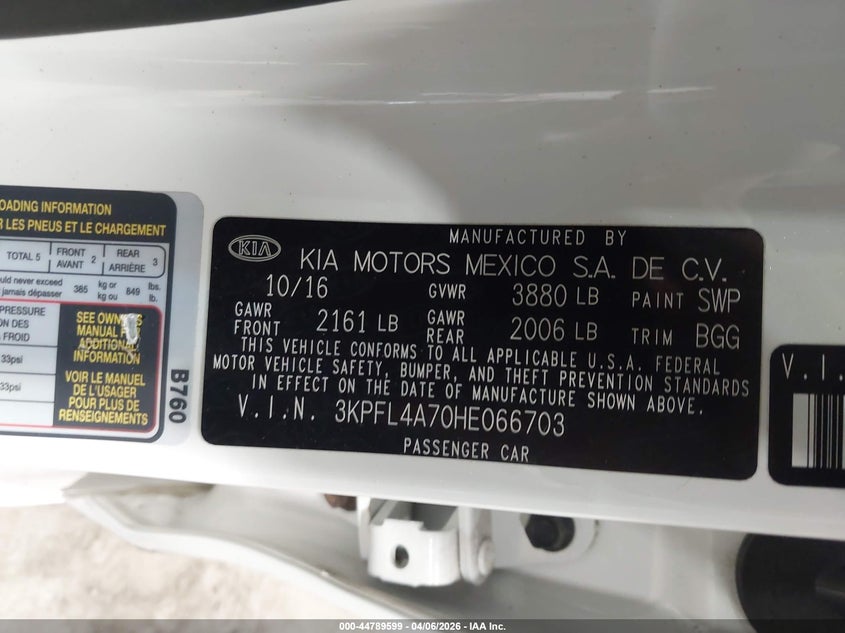 OADING INFORMATION
R LES PNEUS ET LE CHARGEMENT
TOTAL 5 FRONT AVANT 2 REAR ARRIÈRE 3
uld never exceed
jamais dépasser 385 kg or kg ou 849 lbs. lb.
PRESSURE
ON DES
FROID
33psi
33psi
SEE OWNERS
MANUAL FOR
ADDITIONAL
INFORMATION
VOIR LE MANUEL
DE L'USAGER
POUR PLUS DE
RENSEIGNEMENTS
B760
KIA
MANUFACTURED BY
KIA MOTORS MEXICO S.A. DE C.V.
10/16 GVWR 3880 LB PAINT SWP
GAWR FRONT 2161 LB GAWR REAR 2006 LB TRIM BGG
THIS VEHICLE CONFORMS TO ALL APPLICABLE U.S.A. FEDERAL
MOTOR VEHICLE SAFETY, BUMPER, AND THEFT PREVENTION STANDARDS
IN EFFECT ON THE DATE OF MANUFACTURE SHOWN ABOVE.
V.I.N. 3KPFL4A70HE066703
PASSENGER CAR
V.I.
000-44789599 - 04/06/2026 - IAA Inc.